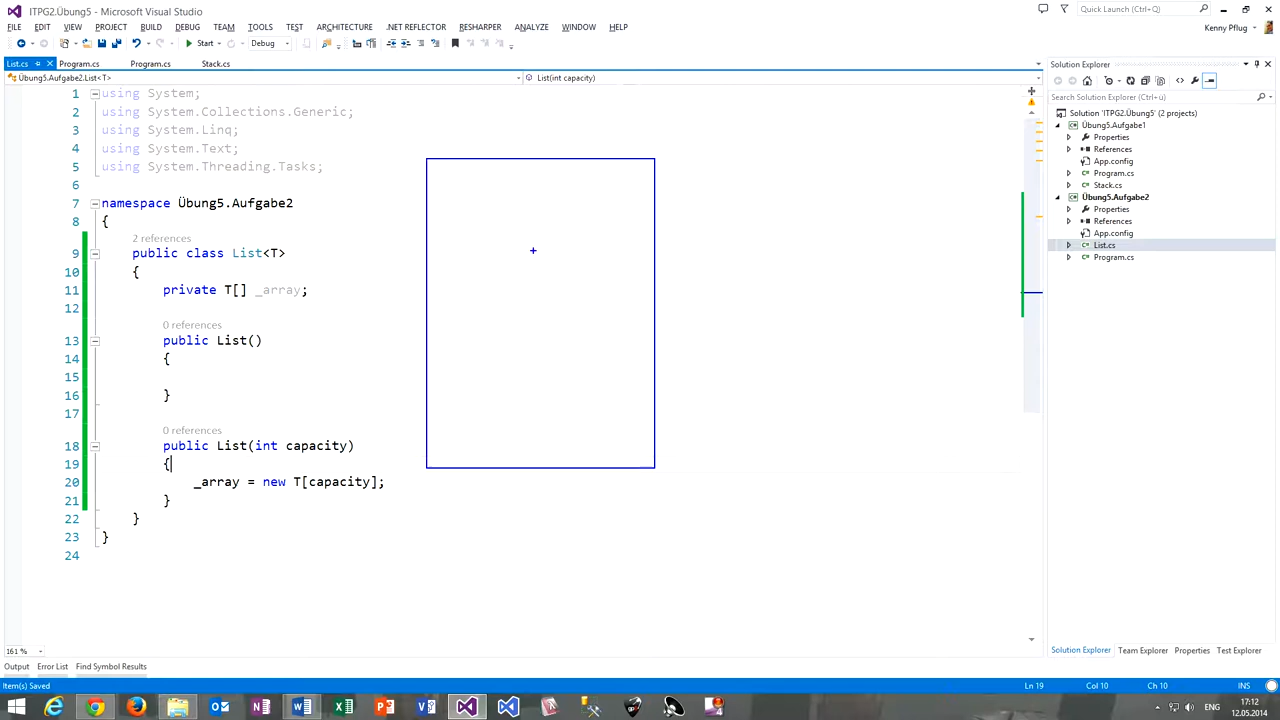 ITPG2.Übung5 - Microsoft Visual Studio
Quick Launch (Ctrl+Q)
FILE EDIT VIEW PROJECT BUILD DEBUG TEAM TOOLS TEST ARCHITECTURE .NET REFLECTOR RESHARPER ANALYZE WINDOW HELP
Kenny Pflug
Start Debug
List.cs Program.cs Program.cs Stack.cs
Übung5.Aufgabe2.List<T> List(int capacity)
1 using System;
2 using System.Collections.Generic;
3 using System.Linq;
4 using System.Text;
5 using System.Threading.Tasks;
6
7 namespace Übung5.Aufgabe2
8 {
2 references
9 public class List<T>
10 {
11 private T[] _array;
12
0 references
13 public List()
14 {
15
16 }
17
0 references
18 public List(int capacity)
19 {
20 _array = new T[capacity];
21 }
22 }
23 }
24
161 %
Output Error List Find Symbol Results
Item(s) Saved
Ln 19 Col 10 Ch 10 INS
Solution Explorer
Search Solution Explorer (Ctrl+ü)
Solution 'ITPG2.Übung5' (2 projects)
Übung5.Aufgabe1
Properties
References
App.config
Program.cs
Stack.cs
Übung5.Aufgabe2
Properties
References
App.config
List.cs
Program.cs
Solution Explorer Team Explorer Properties Test Explorer
ENG
17:12
12.05.2014